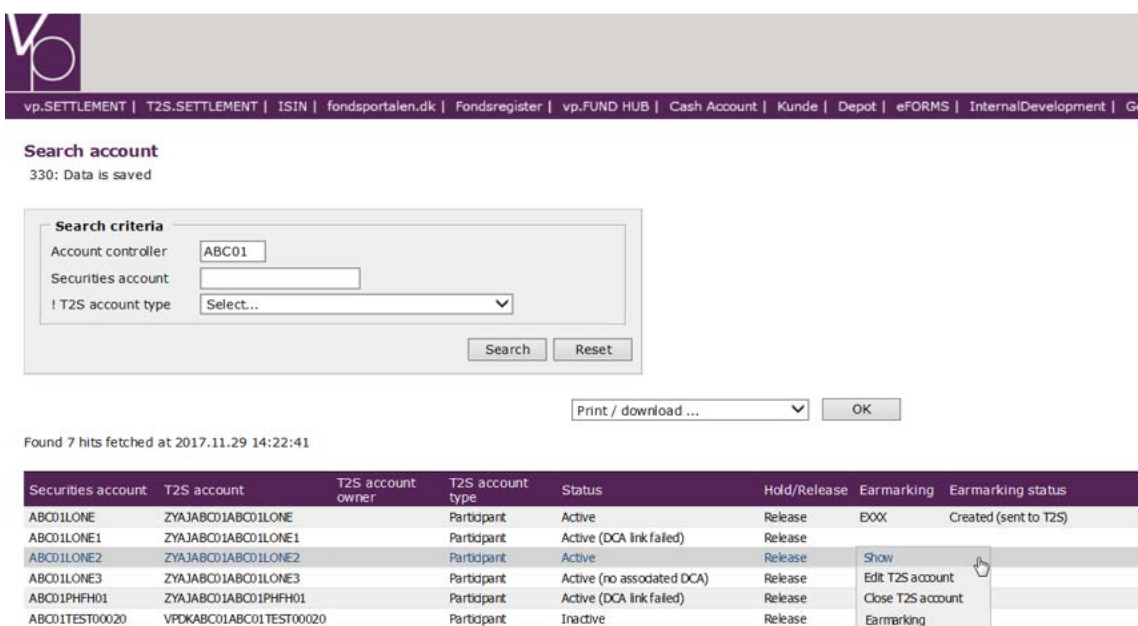 vp
vp.SETTLEMENT | T2S.SETTLEMENT | ISIN | fondsportalen.dk | Fondsregister | vp.FUND HUB | Cash Account | Kunde | Depot | eFORMS | InternalDevelopment |
Search account
330: Data is saved
Search criteria
Account controller ABC01
Securities account
! T2S account type Select...
Search Reset
Print / download ... OK
Found 7 hits fetched at 2017.11.29 14:22:41
Securities account T2S account T2S account owner T2S account type Status Hold/Release Earmarking Earmarking status
ABC01LONE ZYAJABC01ABC01LONE Participant Active Release EXXX Created (sent to T2S)
ABC01LONE1 ZYAJABC01ABC01LONE1 Participant Active (DCA link failed) Release
ABC01LONE2 ZYAJABC01ABC01LONE2 Participant Active Release Show
ABC01LONE3 ZYAJABC01ABC01LONE3 Participant Active (no associated DCA) Release Edit T2S account
ABC01PHFH01 ZYAJABC01ABC01PHFH01 Participant Active (DCA link failed) Release Close T2S account
ABC01TEST00020 VPDKABC01ABC01TEST00020 Participant Inactive Release Earmarking